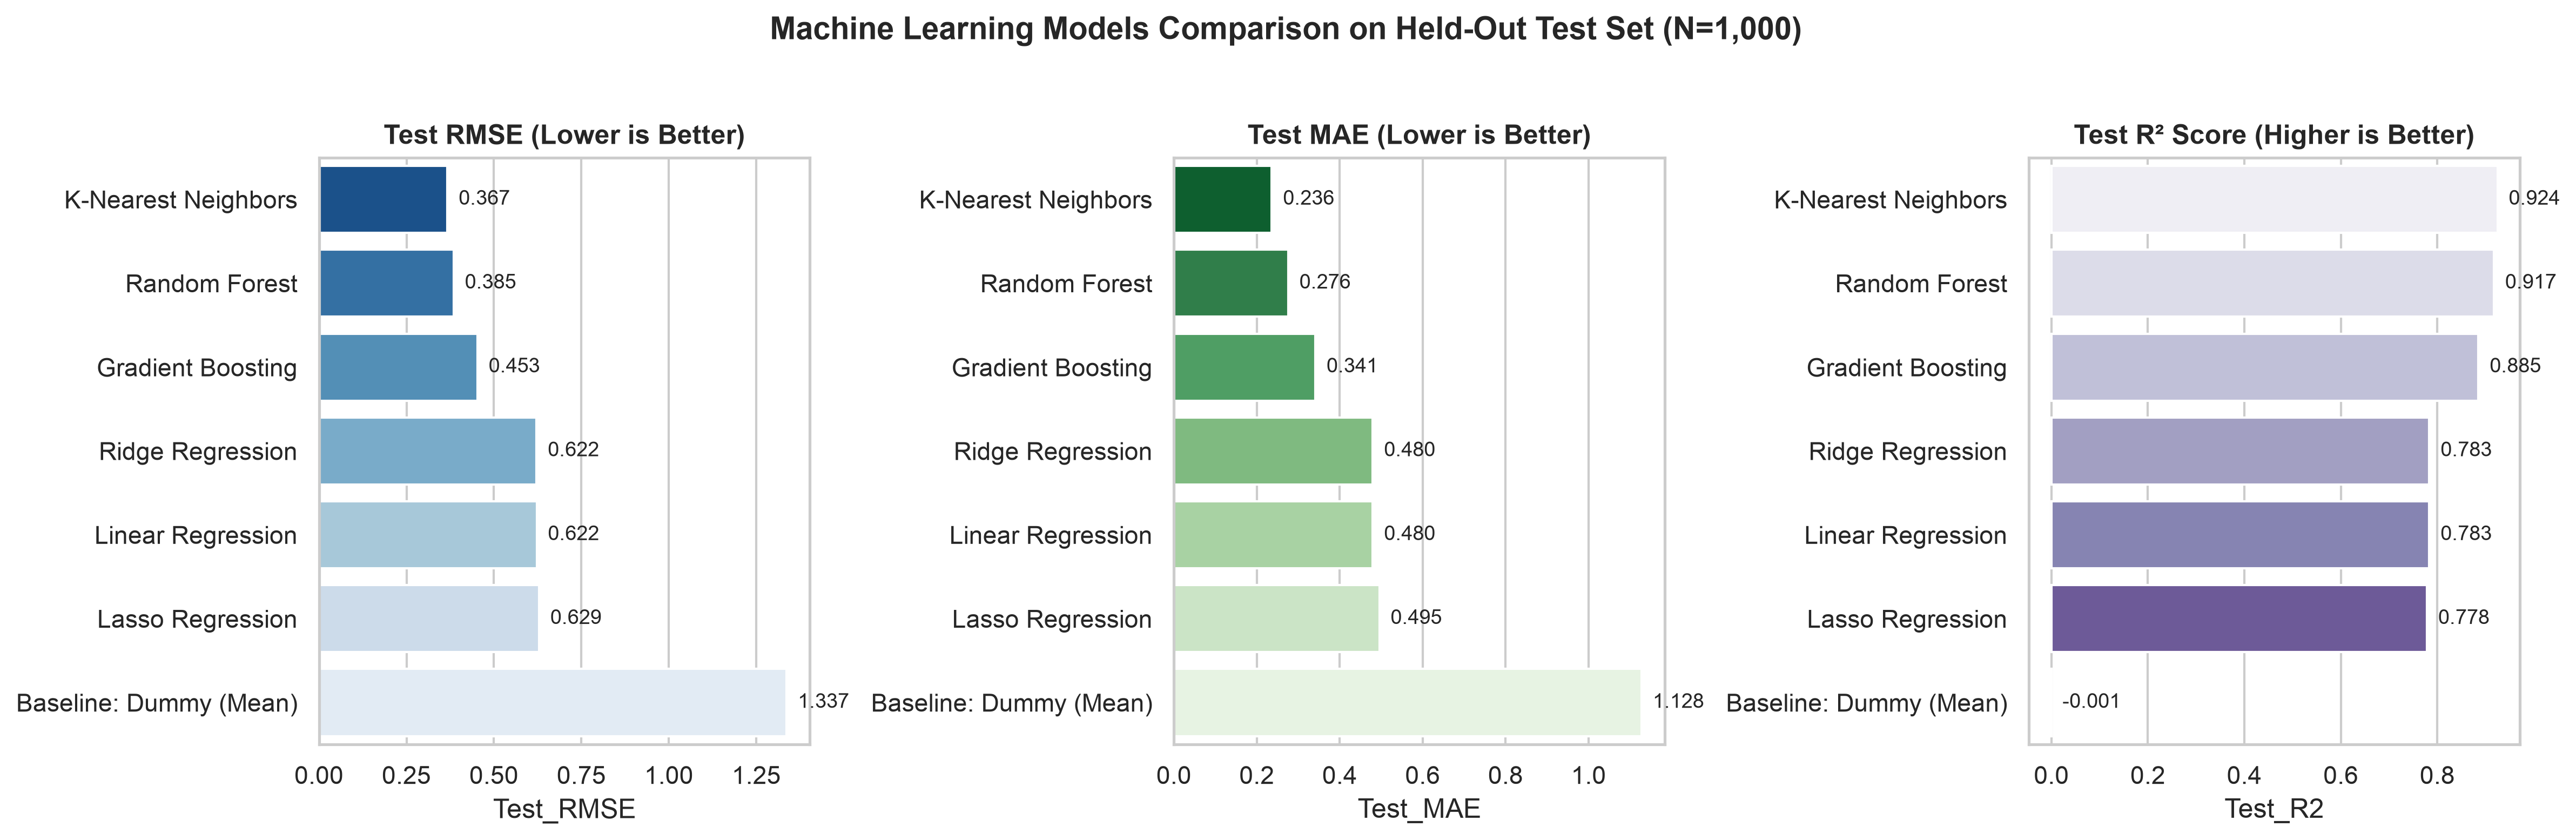 Machine Learning Models Comparison on Held-Out Test Set (N=1,000)
Test RMSE (Lower is Better)
K-Nearest Neighbors 0.367
Random Forest 0.385
Gradient Boosting 0.453
Ridge Regression 0.622
Linear Regression 0.622
Lasso Regression 0.629
Baseline: Dummy (Mean) 1.337
0.00 0.25 0.50 0.75 1.00 1.25
Test_RMSE
Test MAE (Lower is Better)
K-Nearest Neighbors 0.236
Random Forest 0.276
Gradient Boosting 0.341
Ridge Regression 0.480
Linear Regression 0.480
Lasso Regression 0.495
Baseline: Dummy (Mean) 1.128
0.0 0.2 0.4 0.6 0.8 1.0
Test_MAE
Test R² Score (Higher is Better)
K-Nearest Neighbors 0.924
Random Forest 0.917
Gradient Boosting 0.885
Ridge Regression 0.783
Linear Regression 0.783
Lasso Regression 0.778
Baseline: Dummy (Mean) -0.001
0.0 0.2 0.4 0.6 0.8
Test_R2